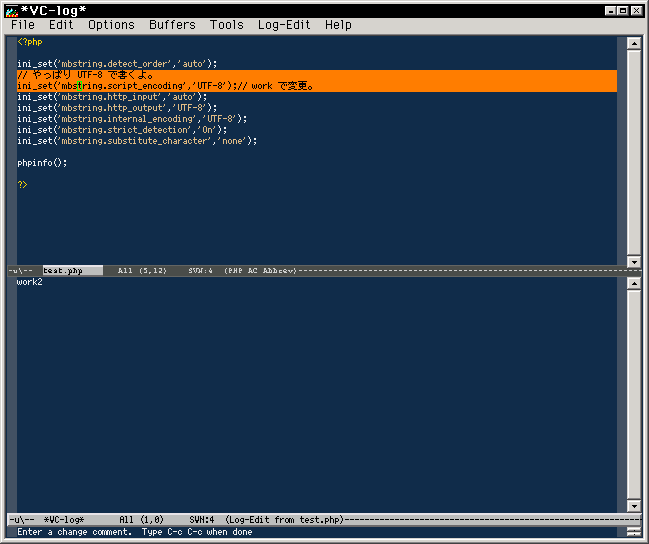 *VC-log*
File Edit Options Buffers Tools Log-Edit Help
<?php
ini_set('mbstring.detect_order','auto');
// やっぱり UTF-8 で書くよ。
ini_set('mbstring.script_encoding','UTF-8');// work で変更。
ini_set('mbstring.http_input','auto');
ini_set('mbstring.http_output','UTF-8');
ini_set('mbstring.internal_encoding','UTF-8');
ini_set('mbstring.strict_detection','On');
ini_set('mbstring.substitute_character','none');
phpinfo();
?>
-u\-- test.php All (5,12) SVN:4 (PHP AC Abbrev)--------------------------------------------------------------
work2
-u\-- *VC-log* All (1,0) SVN:4 (Log-Edit from test.php)--------------------------------------------------
Enter a change comment. Type C-c C-c when done